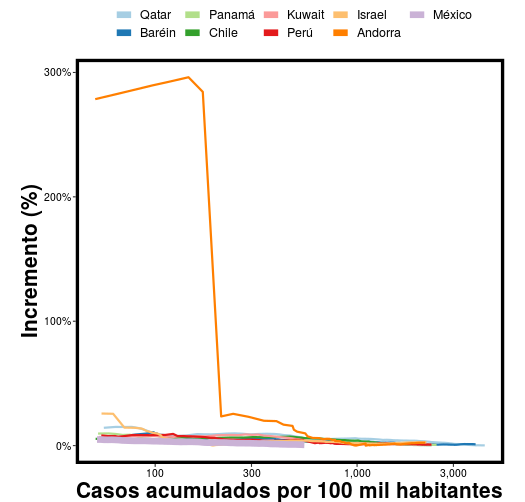 Qatar Panamá Kuwait Israel México
Baréin Chile Perú Andorra
300%
200%
100%
0%
Incremento (%)
100 300 1,000 3,000
Casos acumulados por 100 mil habitantes